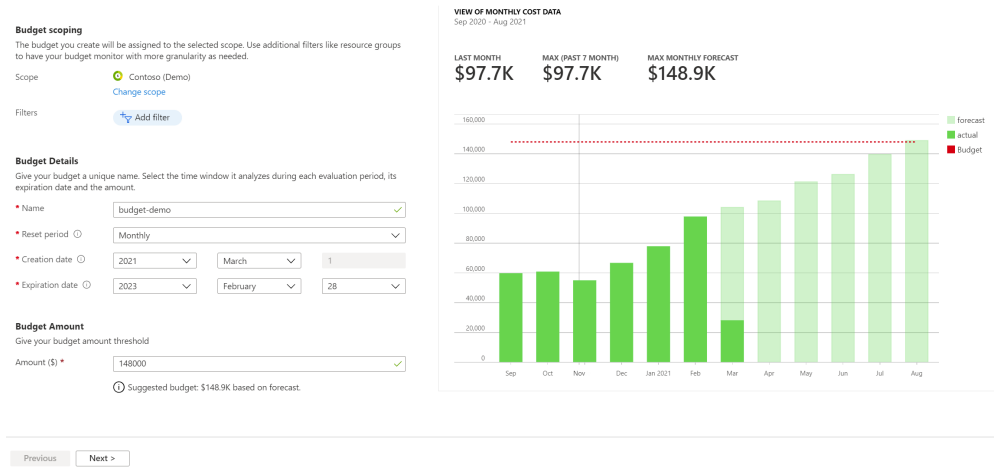 Budget scoping
The budget you create will be assigned to the selected scope. Use additional filters like resource groups
to have your budget monitor with more granularity as needed.
Scope
Contoso (Demo)
Change scope
Filters
Add filter
Budget Details
Give your budget a unique name. Select the time window it analyzes during each evaluation period, its
expiration date and the amount.
* Name
budget-demo
* Reset period
Monthly
* Creation date
2021
March
1
* Expiration date
2023
February
28
Budget Amount
Give your budget amount threshold
Amount ($) *
148000
Suggested budget: $148.9K based on forecast.
Previous
Next >
VIEW OF MONTHLY COST DATA
Sep 2020 - Aug 2021
LAST MONTH
$97.7K
MAX (PAST 7 MONTH)
$97.7K
MAX MONTHLY FORECAST
$148.9K
160,000
140,000
120,000
100,000
80,000
60,000
40,000
20,000
0
Sep
Oct
Nov
Dec
Jan 2021
Feb
Mar
Apr
May
Jun
Jul
Aug
forecast
actual
Budget